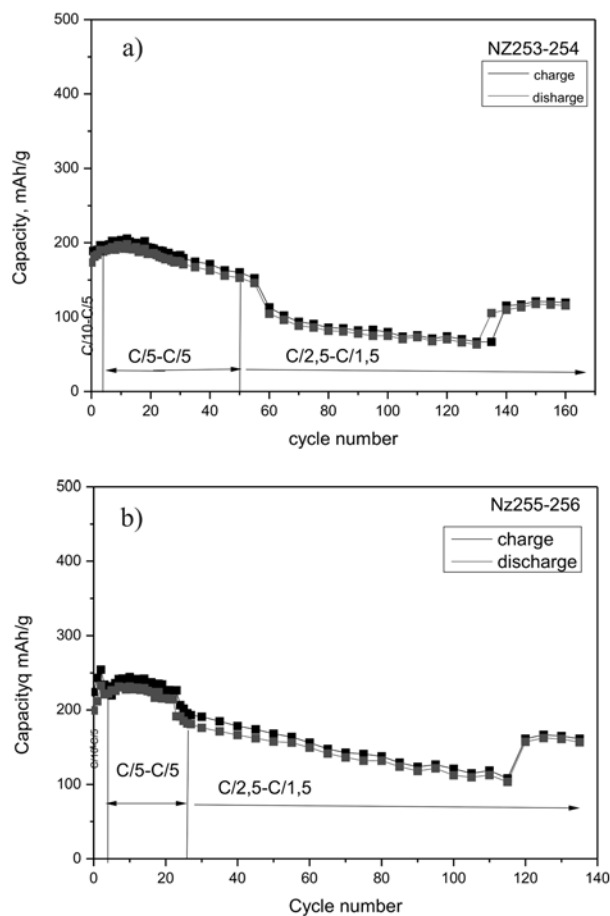 a)
NZ253-254
charge
disharge
500
400
300
200
100
0
Capacity, mAh/g
C/10-C/5
C/5-C/5
C/2,5-C/1,5
0 20 40 60 80 100 120 140 160
cycle number
b)
Nz255-256
charge
discharge
500
400
300
200
100
0
Capacityq mAh/g
C/10-C/5
C/5-C/5
C/2,5-C/1,5
0 20 40 60 80 100 120 140
Cycle number